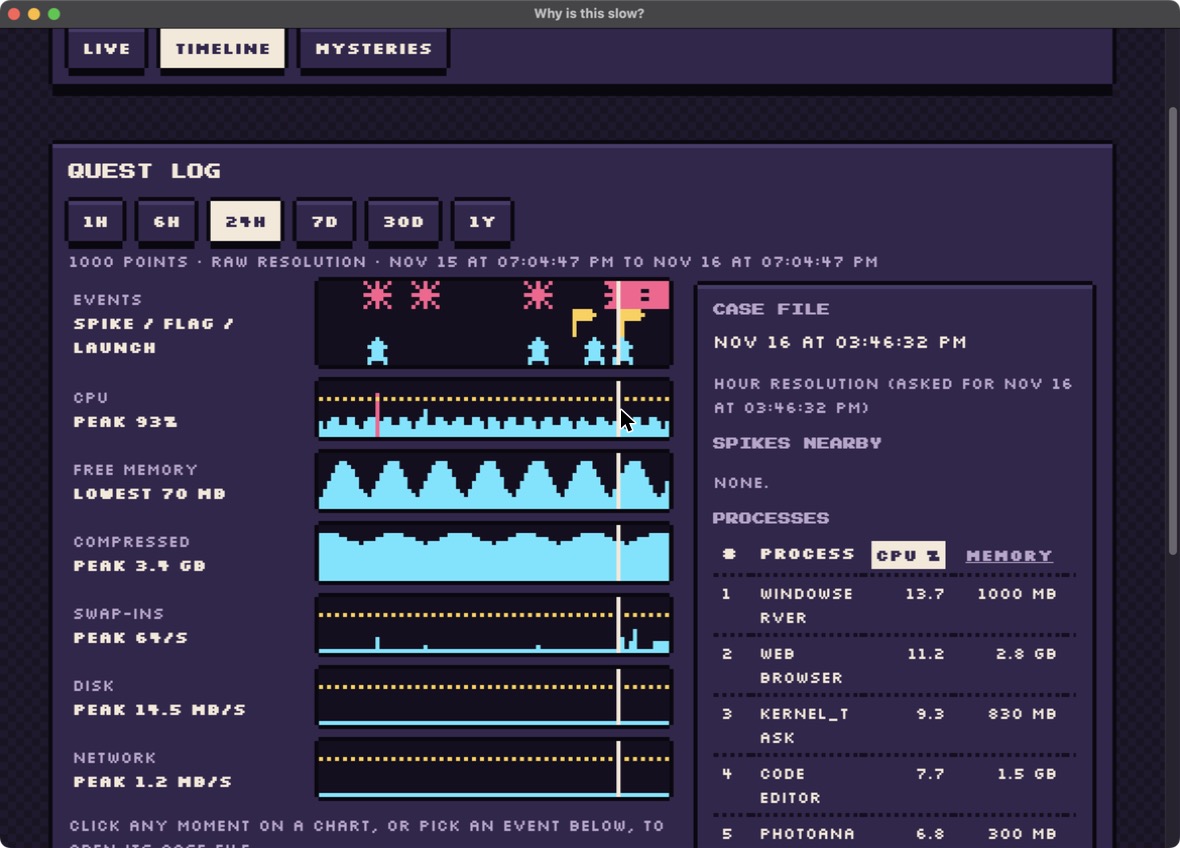 Why is this slow?
LIVE
TIMELINE
MYSTERIES
QUEST LOG
1H
6H
24H
7D
30D
1Y
1000 POINTS · RAW RESOLUTION · NOV 15 AT 07:04:47 PM TO NOV 16 AT 07:04:47 PM
EVENTS
SPIKE / FLAG /
LAUNCH
CPU
PEAK 93%
FREE MEMORY
LOWEST 70 MB
COMPRESSED
PEAK 3.4 GB
SWAP-INS
PEAK 64/S
DISK
PEAK 14.5 MB/S
NETWORK
PEAK 1.2 MB/S
CLICK ANY MOMENT ON A CHART, OR PICK AN EVENT BELOW, TO
OPEN ITS CASE FILE.
8
CASE FILE
NOV 16 AT 03:46:32 PM
HOUR RESOLUTION (ASKED FOR NOV 16
AT 03:46:32 PM)
SPIKES NEARBY
NONE.
PROCESSES
# PROCESS CPU % MEMORY
1 WINDOWSE 13.7 1000 MB
RVER
2 WEB 11.2 2.8 GB
BROWSER
3 KERNEL_T 9.3 830 MB
ASK
4 CODE 7.7 1.5 GB
EDITOR
5 PHOTOANA 6.8 300 MB